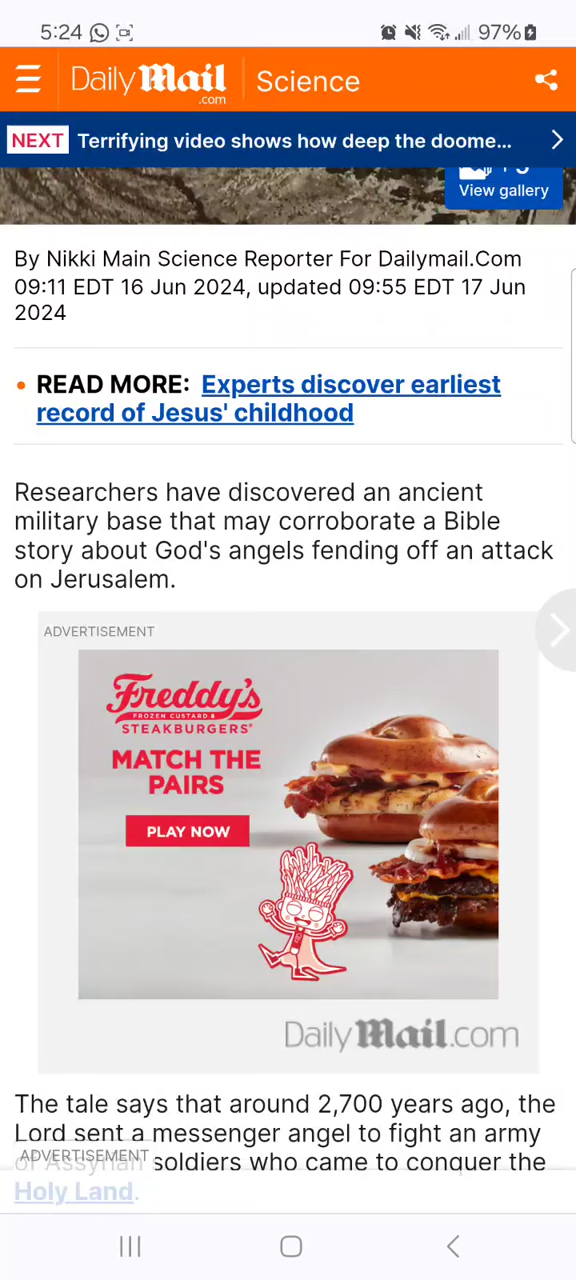 5:24 97%
Daily Mail .com Science
NEXT Terrifying video shows how deep the doome...
View gallery
By Nikki Main Science Reporter For Dailymail.Com
09:11 EDT 16 Jun 2024, updated 09:55 EDT 17 Jun
2024
• READ MORE: Experts discover earliest
record of Jesus' childhood
Researchers have discovered an ancient
military base that may corroborate a Bible
story about God's angels fending off an attack
on Jerusalem.
ADVERTISEMENT
Freddy's
FROZEN CUSTARD &
STEAKBURGERS®
MATCH THE
PAIRS
PLAY NOW
Daily Mail.com
The tale says that around 2,700 years ago, the
Lord sent a messenger angel to fight an army
of Assyrian soldiers who came to conquer the
ADVERTISEMENT
Holy Land.